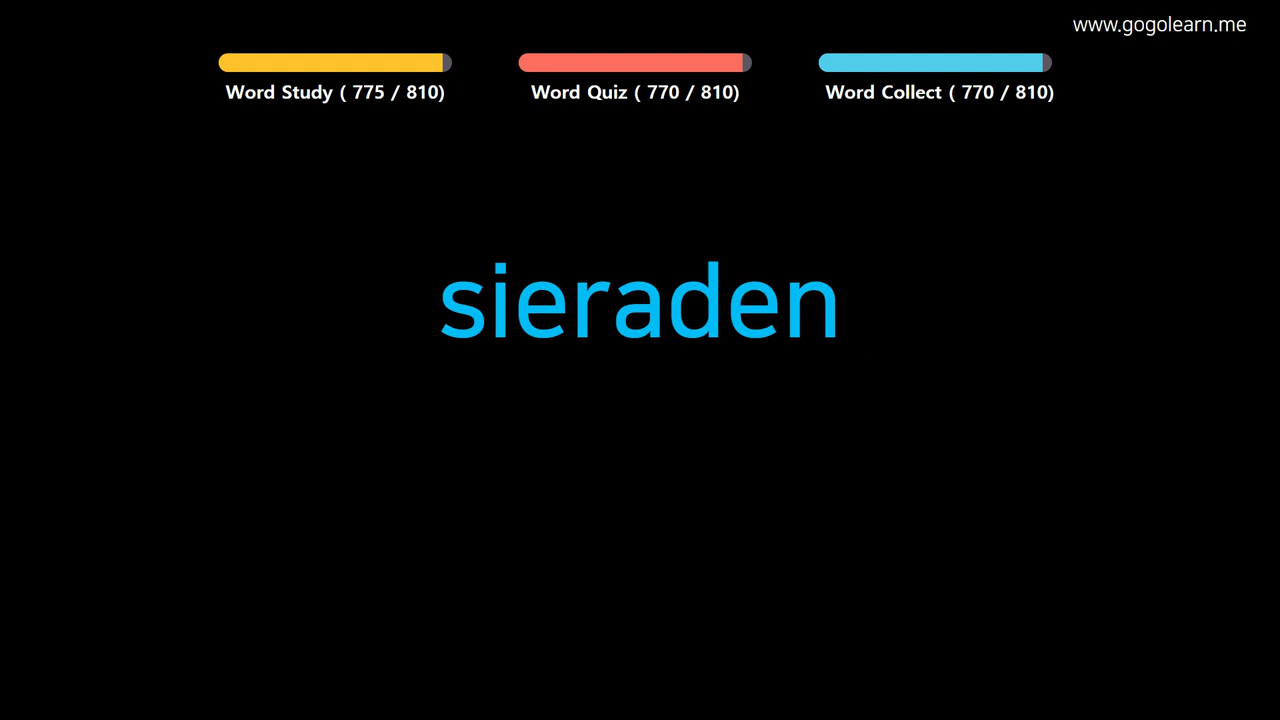 www.gogolearn.me
Word Study ( 775 / 810)
Word Quiz ( 770 / 810)
Word Collect ( 770 / 810)
sieraden